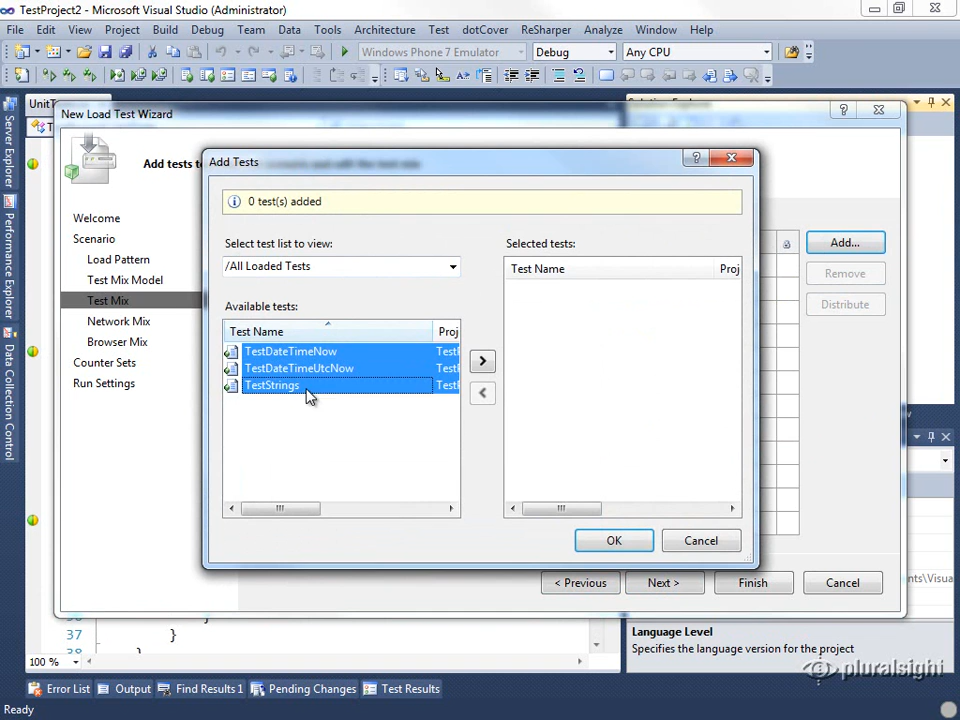 TestProject2 - Microsoft Visual Studio (Administrator)
File Edit View Project Build Debug Team Data Tools Architecture Test dotCover ReSharper Analyze Window Help
Windows Phone 7 Emulator Debug Any CPU
New Load Test Wizard
Add tests to
Add Tests
0 test(s) added
Select test list to view:
/All Loaded Tests
Available tests:
Test Name Proj
TestDateTimeNow
TestDateTimeUtcNow
TestStrings
Selected tests:
Test Name Proj
OK Cancel
Welcome
Scenario
Load Pattern
Test Mix Model
Test Mix
Network Mix
Browser Mix
Counter Sets
Run Settings
Add...
Remove
Distribute
< Previous Next > Finish Cancel
Server Explorer
Performance Explorer
Data Collection Control
37 }
38 }
100 %
Language Level
Specifies the language version for the project
pluralsight
Error List Output Find Results 1 Pending Changes Test Results
Ready